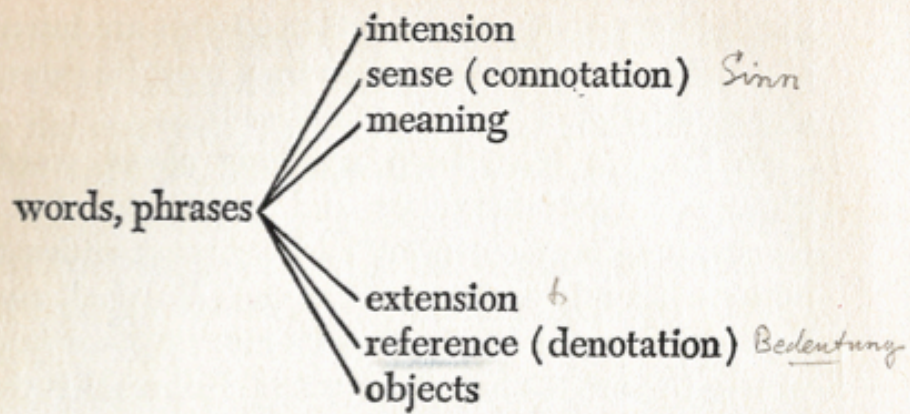 intension
sense (connotation) Sinn
meaning
words, phrases
extension
reference (denotation) Bedeutung
objects